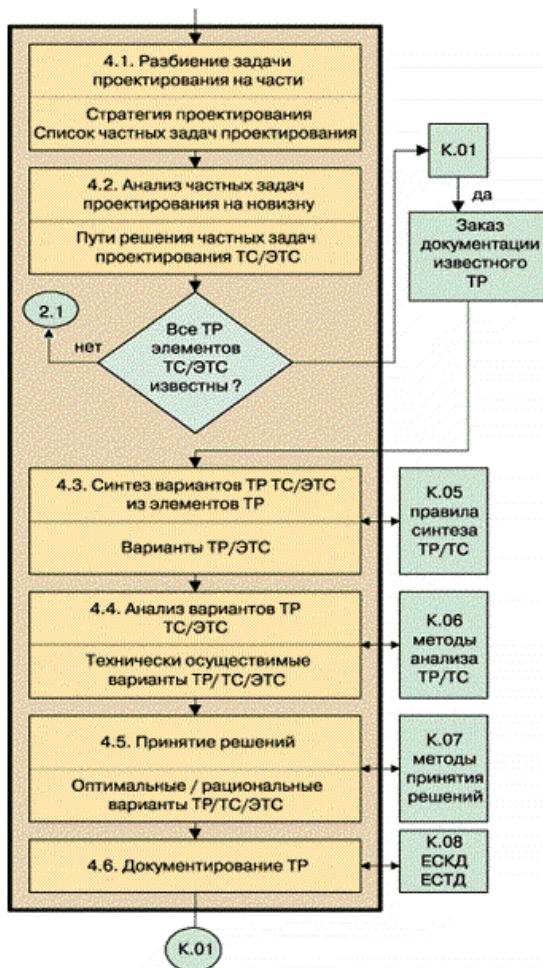 4.1. Разбиение задачи
проектирования на части
Стратегия проектирования
Список частных задач проектирования
4.2. Анализ частных задач
проектирования на новизну
Пути решения частных задач
проектирования ТС/ЭТС
К.01
да
Заказ
документации
известного
ТР
2.1
нет
Все ТР
элементов
ТС/ЭТС
известны ?
4.3. Синтез вариантов ТР ТС/ЭТС
из элементов ТР
Варианты ТР/ЭТС
К.05
правила
синтеза
ТР/ТС
4.4. Анализ вариантов ТР
ТС/ЭТС
Технически осуществимые
варианты ТР/ ТС/ЭТС
К.06
методы
анализа
ТР/ТС
4.5. Принятие решений
Оптимальные / рациональные
варианты ТР/ТС/ЭТС
К.07
методы
принятия
решений
4.6. Документирование ТР
К.08
ЕСКД
ЕСТД
К.01